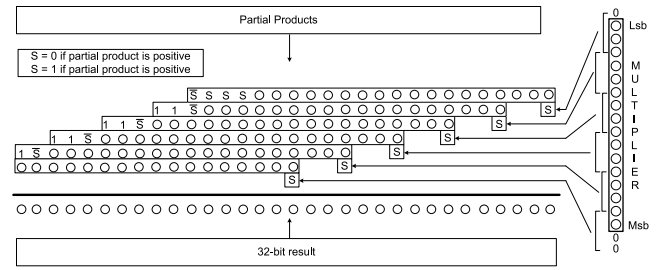 Partial Products
0
Lsb
S = 0 if partial product is positive
S = 1 if partial product is positive
S̅ S S S
1 1 S̅ S
1 1 S̅ S
1 1 S̅ S
1 S̅ S
S
S
MULTIPLIER
Msb
0
0
32-bit result